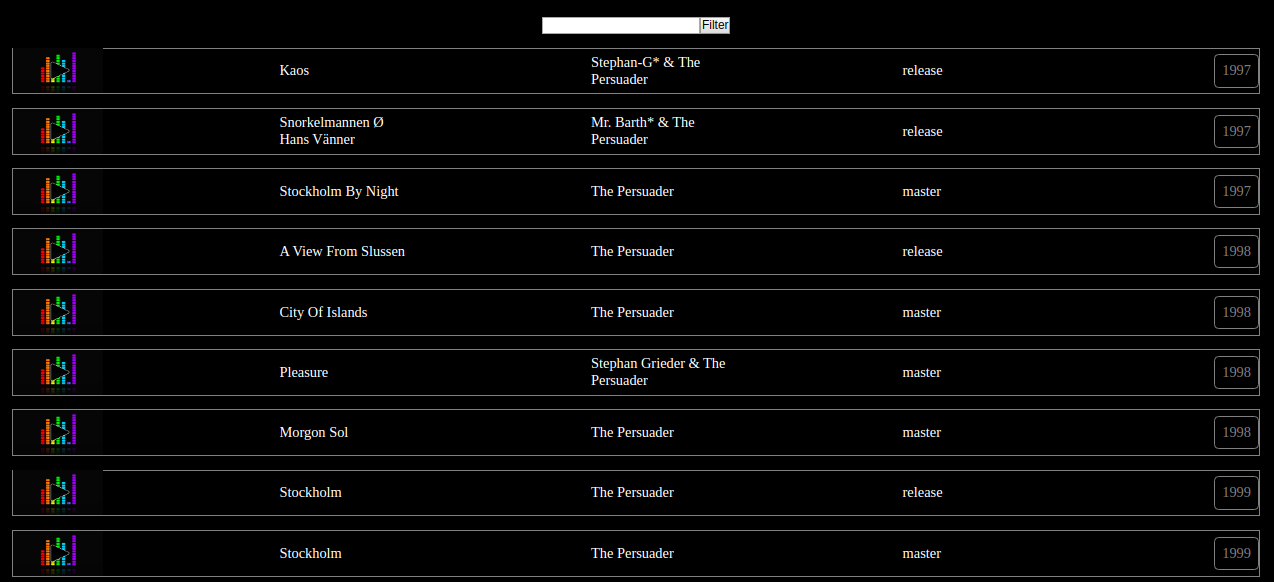 Filter
Kaos
Stephan-G* & The
Persuader
release
1997
Snorkelmannen Ø
Hans Vänner
Mr. Barth* & The
Persuader
release
1997
Stockholm By Night
The Persuader
master
1997
A View From Slussen
The Persuader
release
1998
City Of Islands
The Persuader
master
1998
Pleasure
Stephan Grieder & The
Persuader
master
1998
Morgon Sol
The Persuader
master
1998
Stockholm
The Persuader
release
1999
Stockholm
The Persuader
master
1999